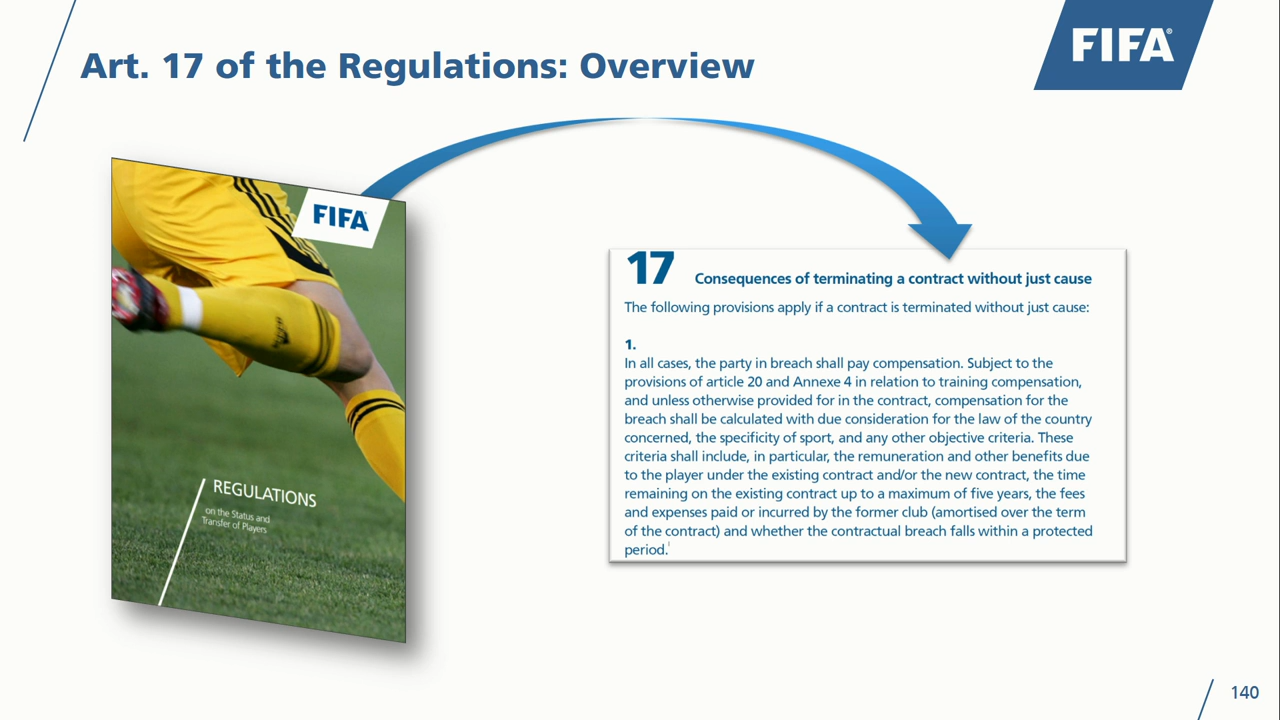 Art. 17 of the Regulations: Overview
FIFA®
FIFA
REGULATIONS
on the Status and
Transfer of Players
17 Consequences of terminating a contract without just cause
The following provisions apply if a contract is terminated without just cause:
1.
In all cases, the party in breach shall pay compensation. Subject to the
provisions of article 20 and Annexe 4 in relation to training compensation,
and unless otherwise provided for in the contract, compensation for the
breach shall be calculated with due consideration for the law of the country
concerned, the specificity of sport, and any other objective criteria. These
criteria shall include, in particular, the remuneration and other benefits due
to the player under the existing contract and/or the new contract, the time
remaining on the existing contract up to a maximum of five years, the fees
and expenses paid or incurred by the former club (amortised over the term
of the contract) and whether the contractual breach falls within a protected
period.
140